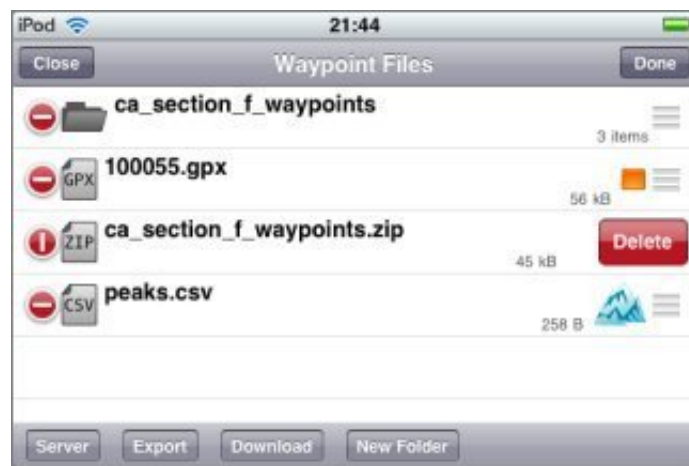 iPod 21:44
Close Waypoint Files Done
ca_section_f_waypoints
3 items
GPX 100055.gpx
56 kB
ZIP ca_section_f_waypoints.zip
45 kB Delete
CSV peaks.csv
258 B
Server Export Download New Folder